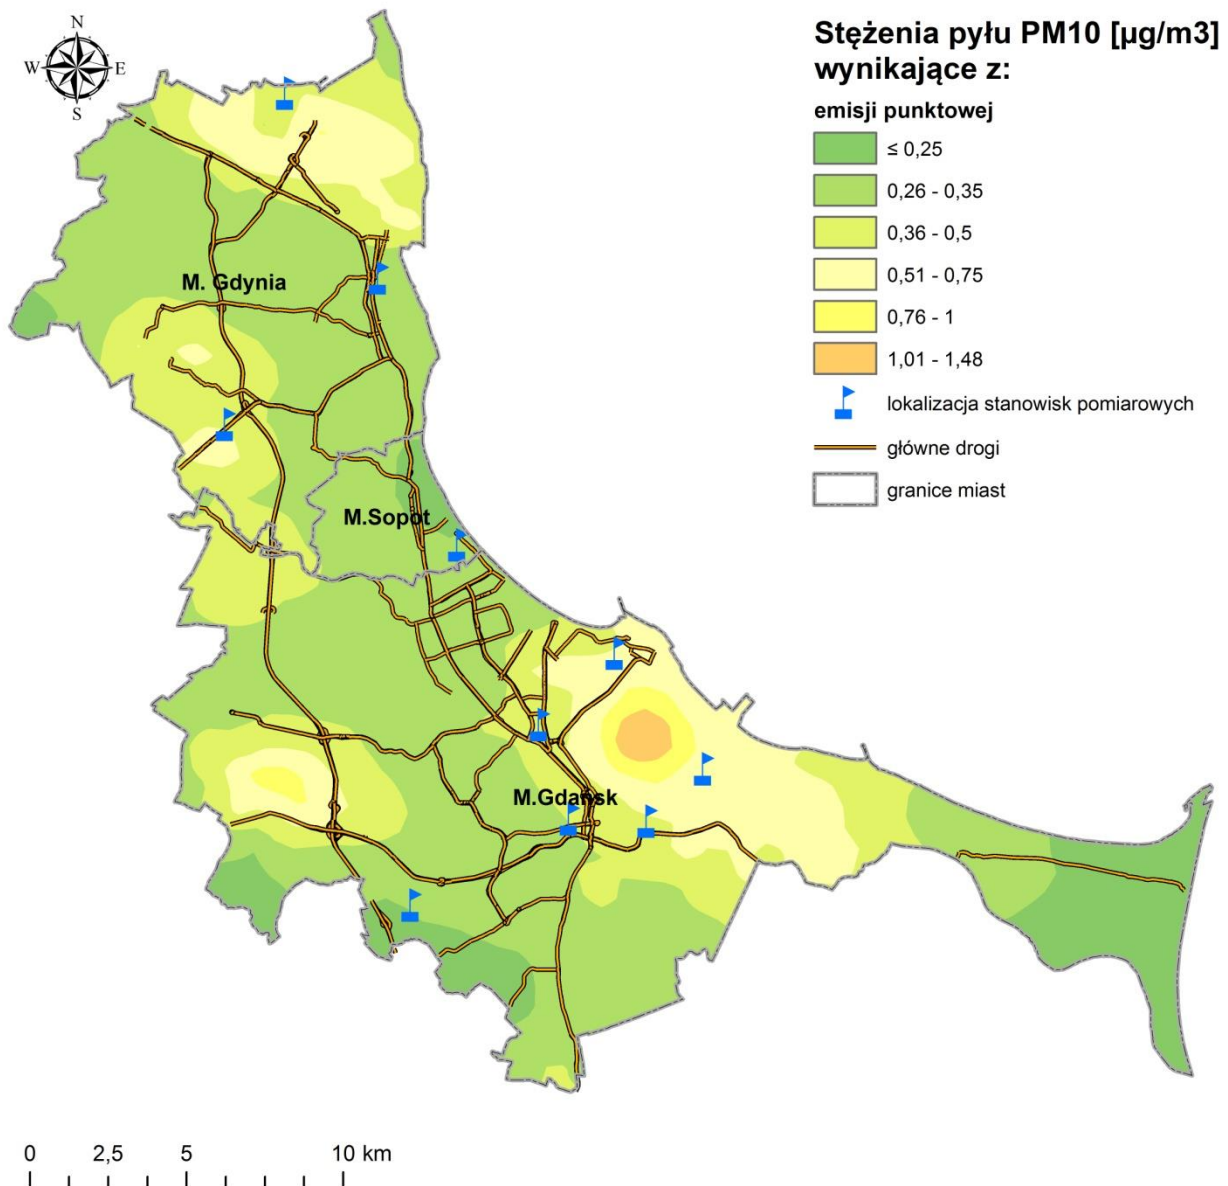 N
W E
S
Stężenia pyłu PM10 [µg/m3]
wynikające z:
emisji punktowej
≤ 0,25
0,26 - 0,35
0,36 - 0,5
0,51 - 0,75
0,76 - 1
1,01 - 1,48
lokalizacja stanowisk pomiarowych
główne drogi
granice miast
M. Gdynia
M.Sopot
M.Gdańsk
0 2,5 5 10 km